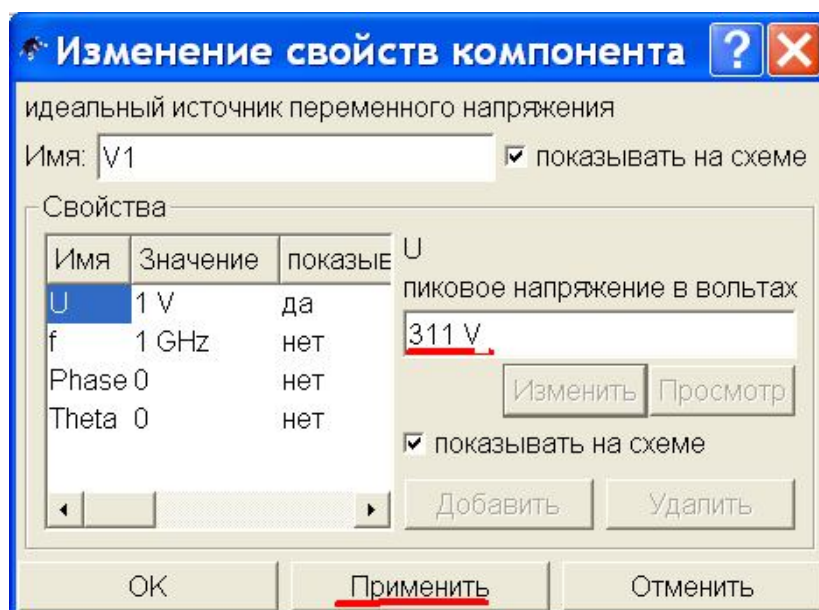 Изменение свойств компонента ? X
идеальный источник переменного напряжения
Имя: V1 показывать на схеме
Свойства
Имя Значение показые
U 1 V да
f 1 GHz нет
Phase 0 нет
Theta 0 нет
U
пиковое напряжение в вольтах
311 V
Изменить Просмотр
показывать на схеме
Добавить Удалить
OK Применить Отменить